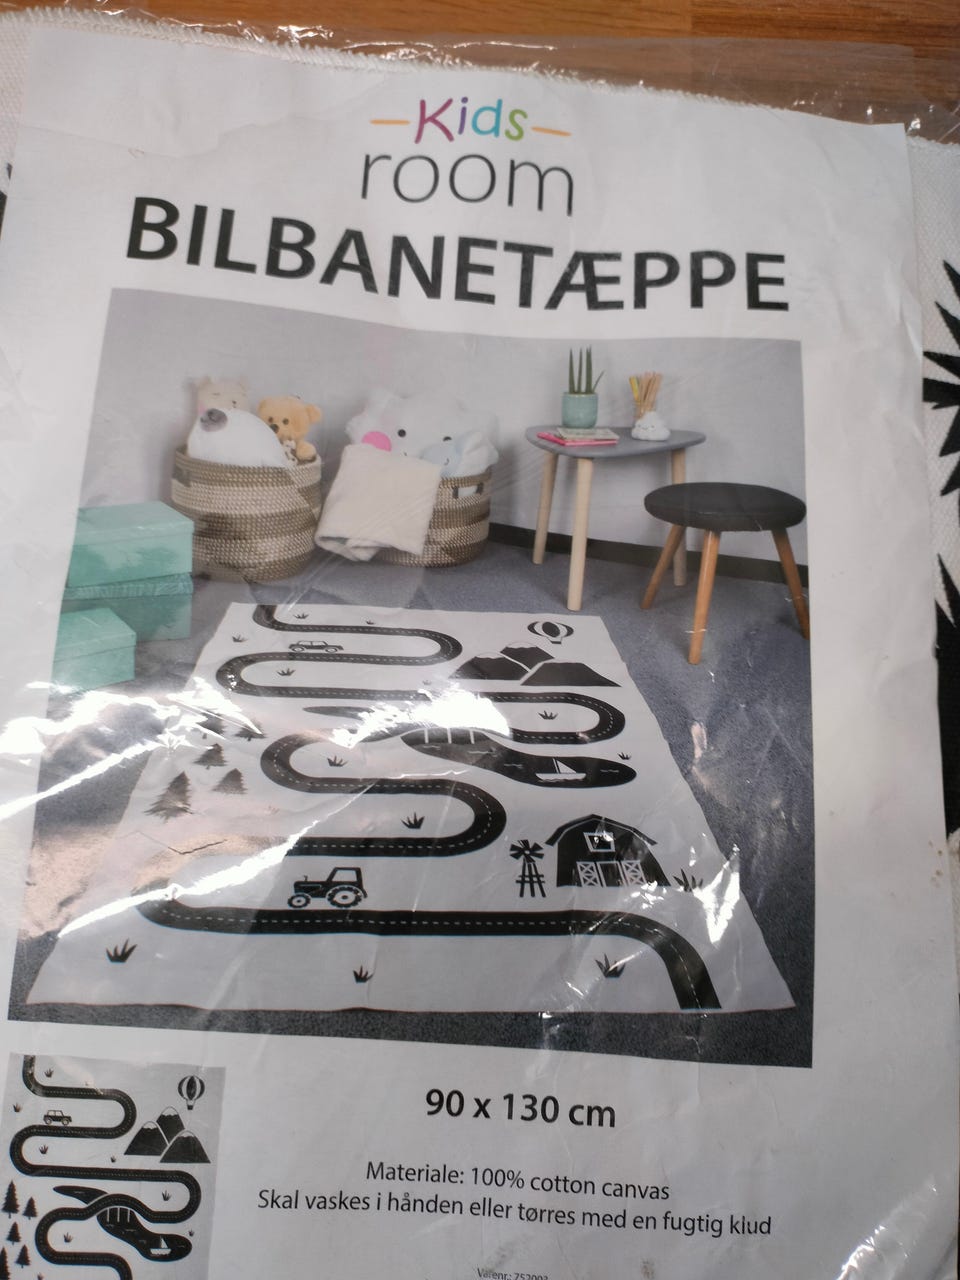 Kids
room
BILBANETÆPPE
90 x 130 cm
Materiale: 100% cotton canvas
Skal vaskes i hånden eller tørres med en fugtig klud
Varenr.: